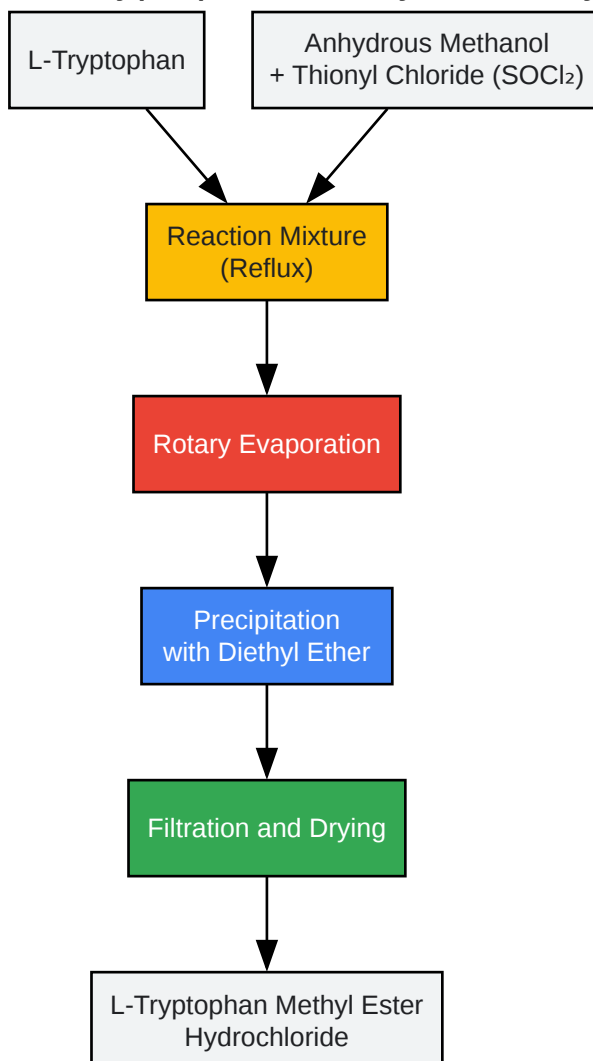 L-Tryptophan
Anhydrous Methanol
+ Thionyl Chloride (SOCl₂)
Reaction Mixture
(Reflux)
Rotary Evaporation
Precipitation
with Diethyl Ether
Filtration and Drying
L-Tryptophan Methyl Ester
Hydrochloride